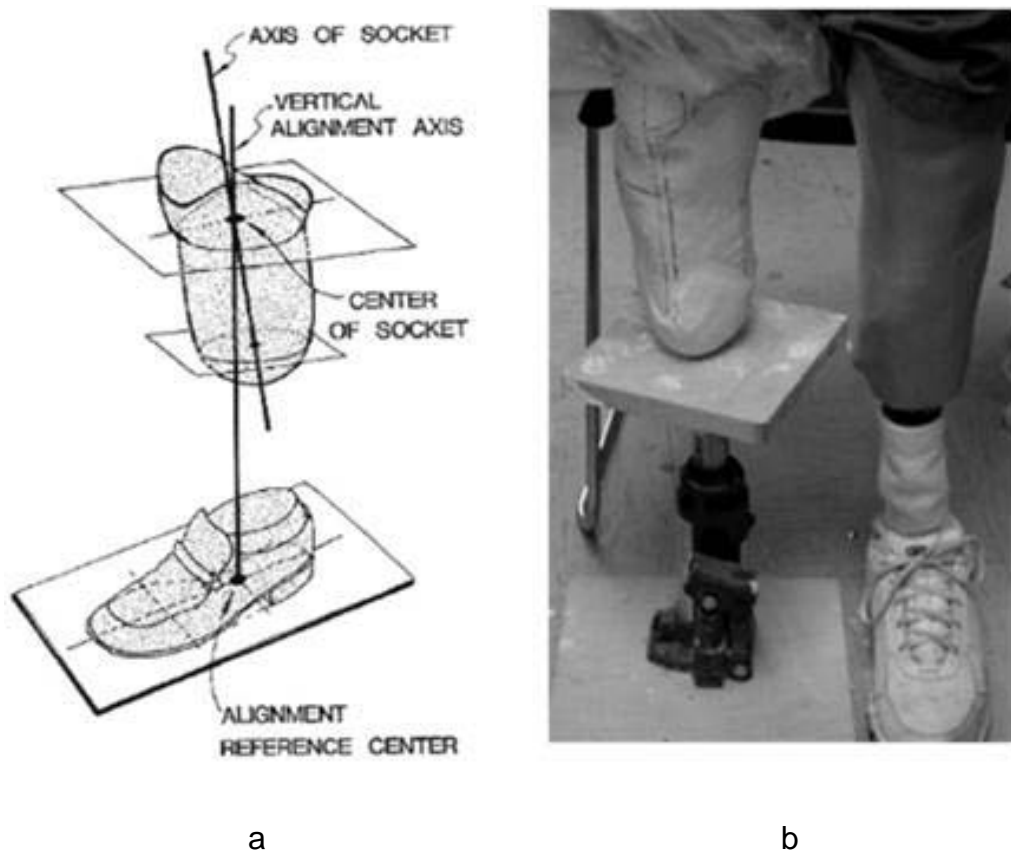 AXIS OF SOCKET
VERTICAL
ALIGNMENT AXIS
CENTER
OF SOCKET
ALIGNMENT
REFERENCE CENTER
a
b